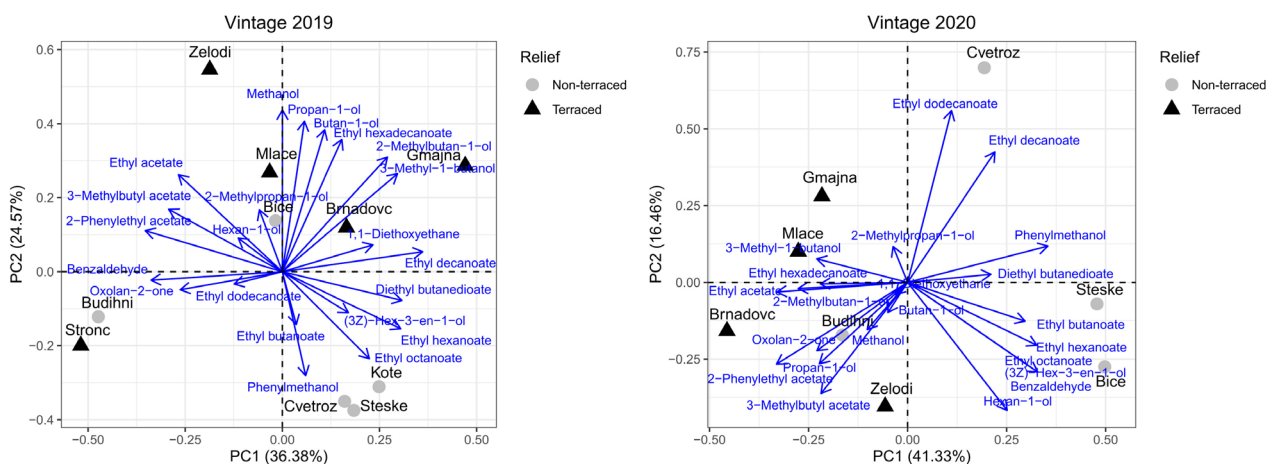 Vintage 2019
0.6
0.4
0.2
0.0
−0.2
−0.4
PC2 (24.57%)
Zelodi
Methanol
Propan−1−ol
Butan−1−ol
Ethyl hexadecanoate
2−Methylbutan−1−ol
Mlace
Gmajna
Ethyl acetate
3−Methyl−1−butanol
3−Methylbutyl acetate
2−Methylpropan−1−ol
Bice
Brnadovc
2−Phenylethyl acetate
Hexan−1−ol
1,1−Diethoxyethane
Benzaldehyde
Ethyl decanoate
Oxolan−2−one
Ethyl dodecanoate
Diethyl butanedioate
Budihni
(3Z)−Hex−3−en−1−ol
Stronc
Ethyl butanoate
Ethyl hexanoate
Ethyl octanoate
Kote
Phenylmethanol
Cvetroz
Steske
−0.50
−0.25
0.00
0.25
0.50
PC1 (36.38%)
Relief
Non−terraced
Terraced
Vintage 2020
0.75
0.50
0.25
0.00
−0.25
PC2 (16.46%)
Cvetroz
Ethyl dodecanoate
Ethyl decanoate
Gmajna
Mlace
2−Methylpropan−1−ol
Phenylmethanol
3−Methyl−1−butanol
Ethyl hexadecanoate
Diethyl butanedioate
Ethyl acetate
1,1−Diethoxyethane
Steske
2−Methylbutan−1−ol
Butan−1−ol
Brnadovc
Budihni
Ethyl butanoate
Oxolan−2−one
Methanol
Ethyl hexanoate
Propan−1−ol
Ethyl octanoate
(3Z)−Hex−3−en−1−ol
2−Phenylethyl acetate
Bice
Benzaldehyde
Zelodi
3−Methylbutyl acetate
Hexan−1−ol
−0.50
−0.25
0.00
0.25
0.50
PC1 (41.33%)
Relief
Non−terraced
Terraced